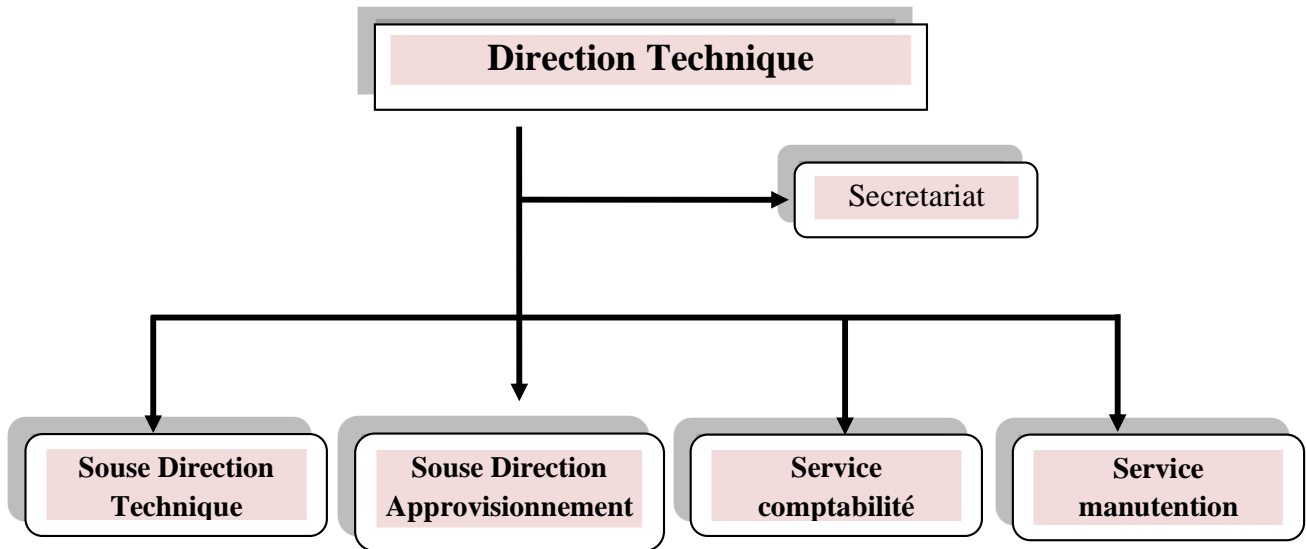 Direction Technique
Secretariat
Souse Direction
Technique
Souse Direction
Approvisionnement
Service
comptabilité
Service
manutention